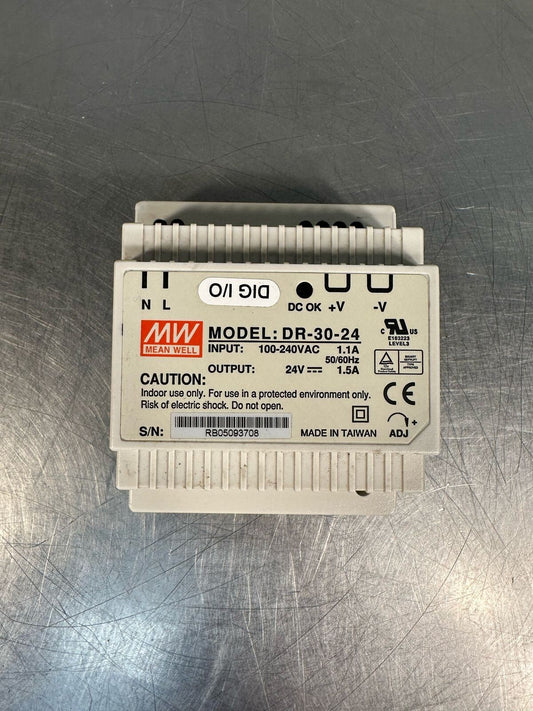 N L
DIG I/O
DC OK +V -V
MW
MEAN WELL
MODEL: DR-30-24
INPUT: 100-240VAC 1.1A
50/60Hz
OUTPUT: 24V 1.5A
C US
E183223
LEVEL3
CAUTION:
Indoor use only. For use in a protected environment only.
Risk of electric shock. Do not open.
CE
S/N:
RB05093708
MADE IN TAIWAN
ADJ
+